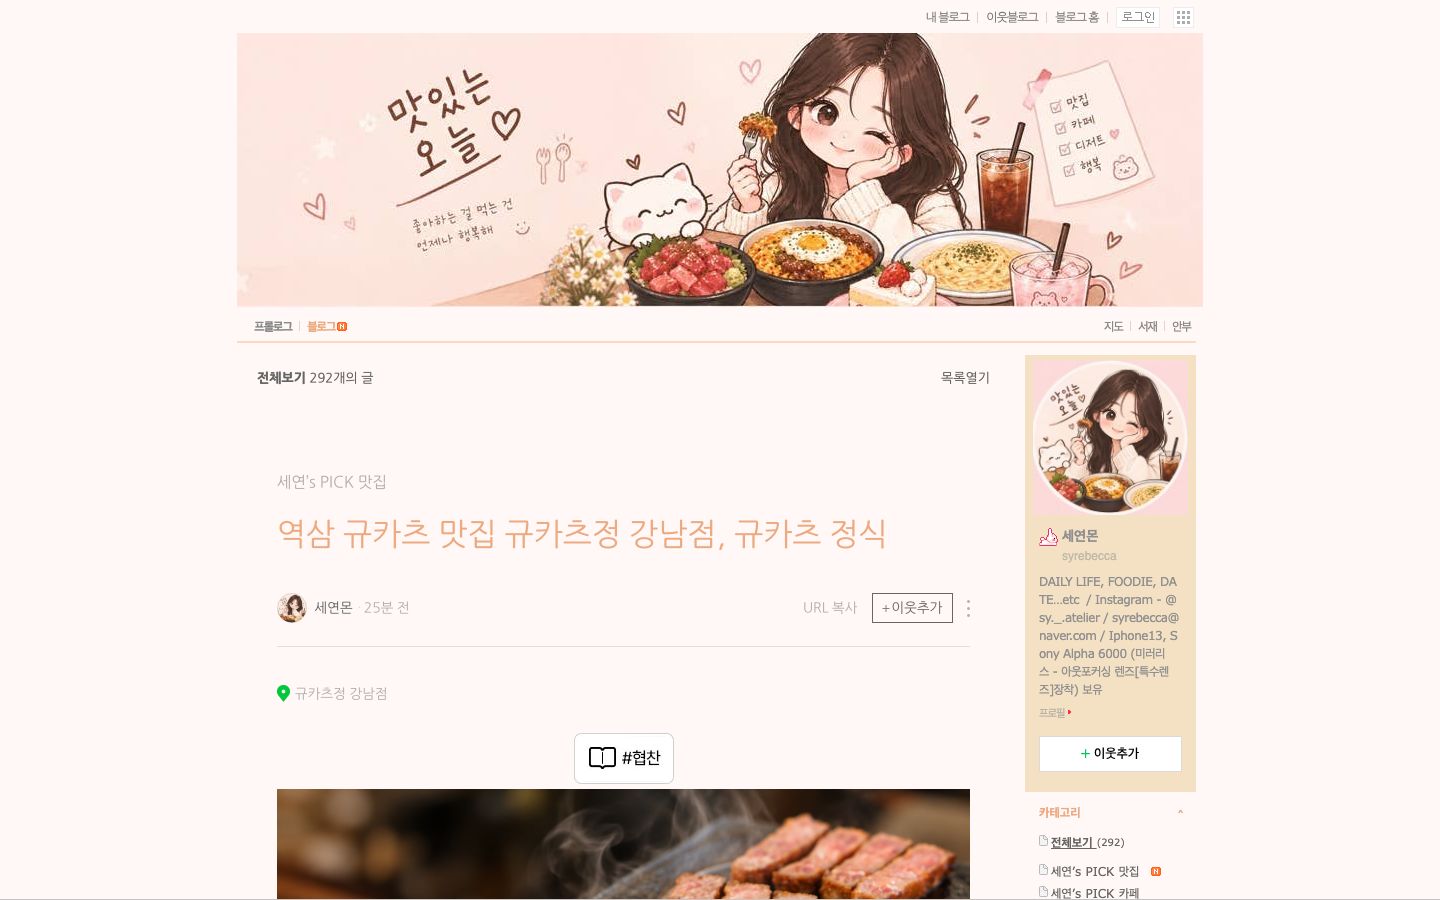 내 블로그
이웃블로그
블로그 홈
로그인
맛있는
오늘
좋아하는 걸 먹는 건
언제나 행복해
맛집
카페
디저트
행복
프롤로그
블로그
지도
서재
안부
전체보기 292개의 글
목록열기
세연's PICK 맛집
역삼 규카츠 맛집 규카츠정 강남점, 규카츠 정식
세연몬 · 25분 전
URL 복사
+이웃추가
규카츠정 강남점
#협찬
맛있는
오늘
세연몬
syrebecca
DAILY LIFE, FOODIE, DA
TE...etc / Instagram - @
sy._.atelier / syrebecca@
naver.com / Iphone13, S
ony Alpha 6000 (미러리
스 - 아웃포커싱 렌즈[특수렌
즈]장착) 보유
프로필
+ 이웃추가
카테고리
전체보기 (292)
세연's PICK 맛집
세연's PICK 카페